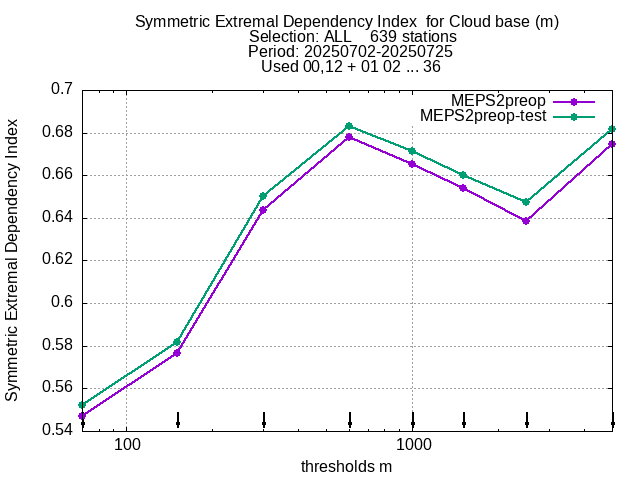 Symmetric Extremal Dependency Index  for Cloud base (m)
Selection: ALL    639 stations
Period: 20250702-20250725
Used 00,12 + 01 02 ... 36
MEPS2preop
MEPS2preop-test
Symmetric Extremal Dependency Index
0.7
0.68
0.66
0.64
0.62
0.6
0.58
0.56
0.54
100
1000
thresholds m